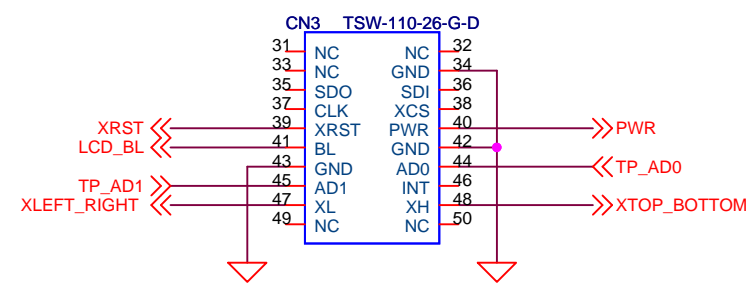 CN3 TSW-110-26-G-D
31 NC NC 32
33 NC GND 34
35 SDO SDI 36
37 CLK XCS 38
XRST 39 XRST PWR 40 PWR
LCD_BL 41 BL GND 42
43 GND AD0 44 TP_AD0
TP_AD1 45 AD1 INT 46
XLEFT_RIGHT 47 XL XH 48 XTOP_BOTTOM
49 NC NC 50